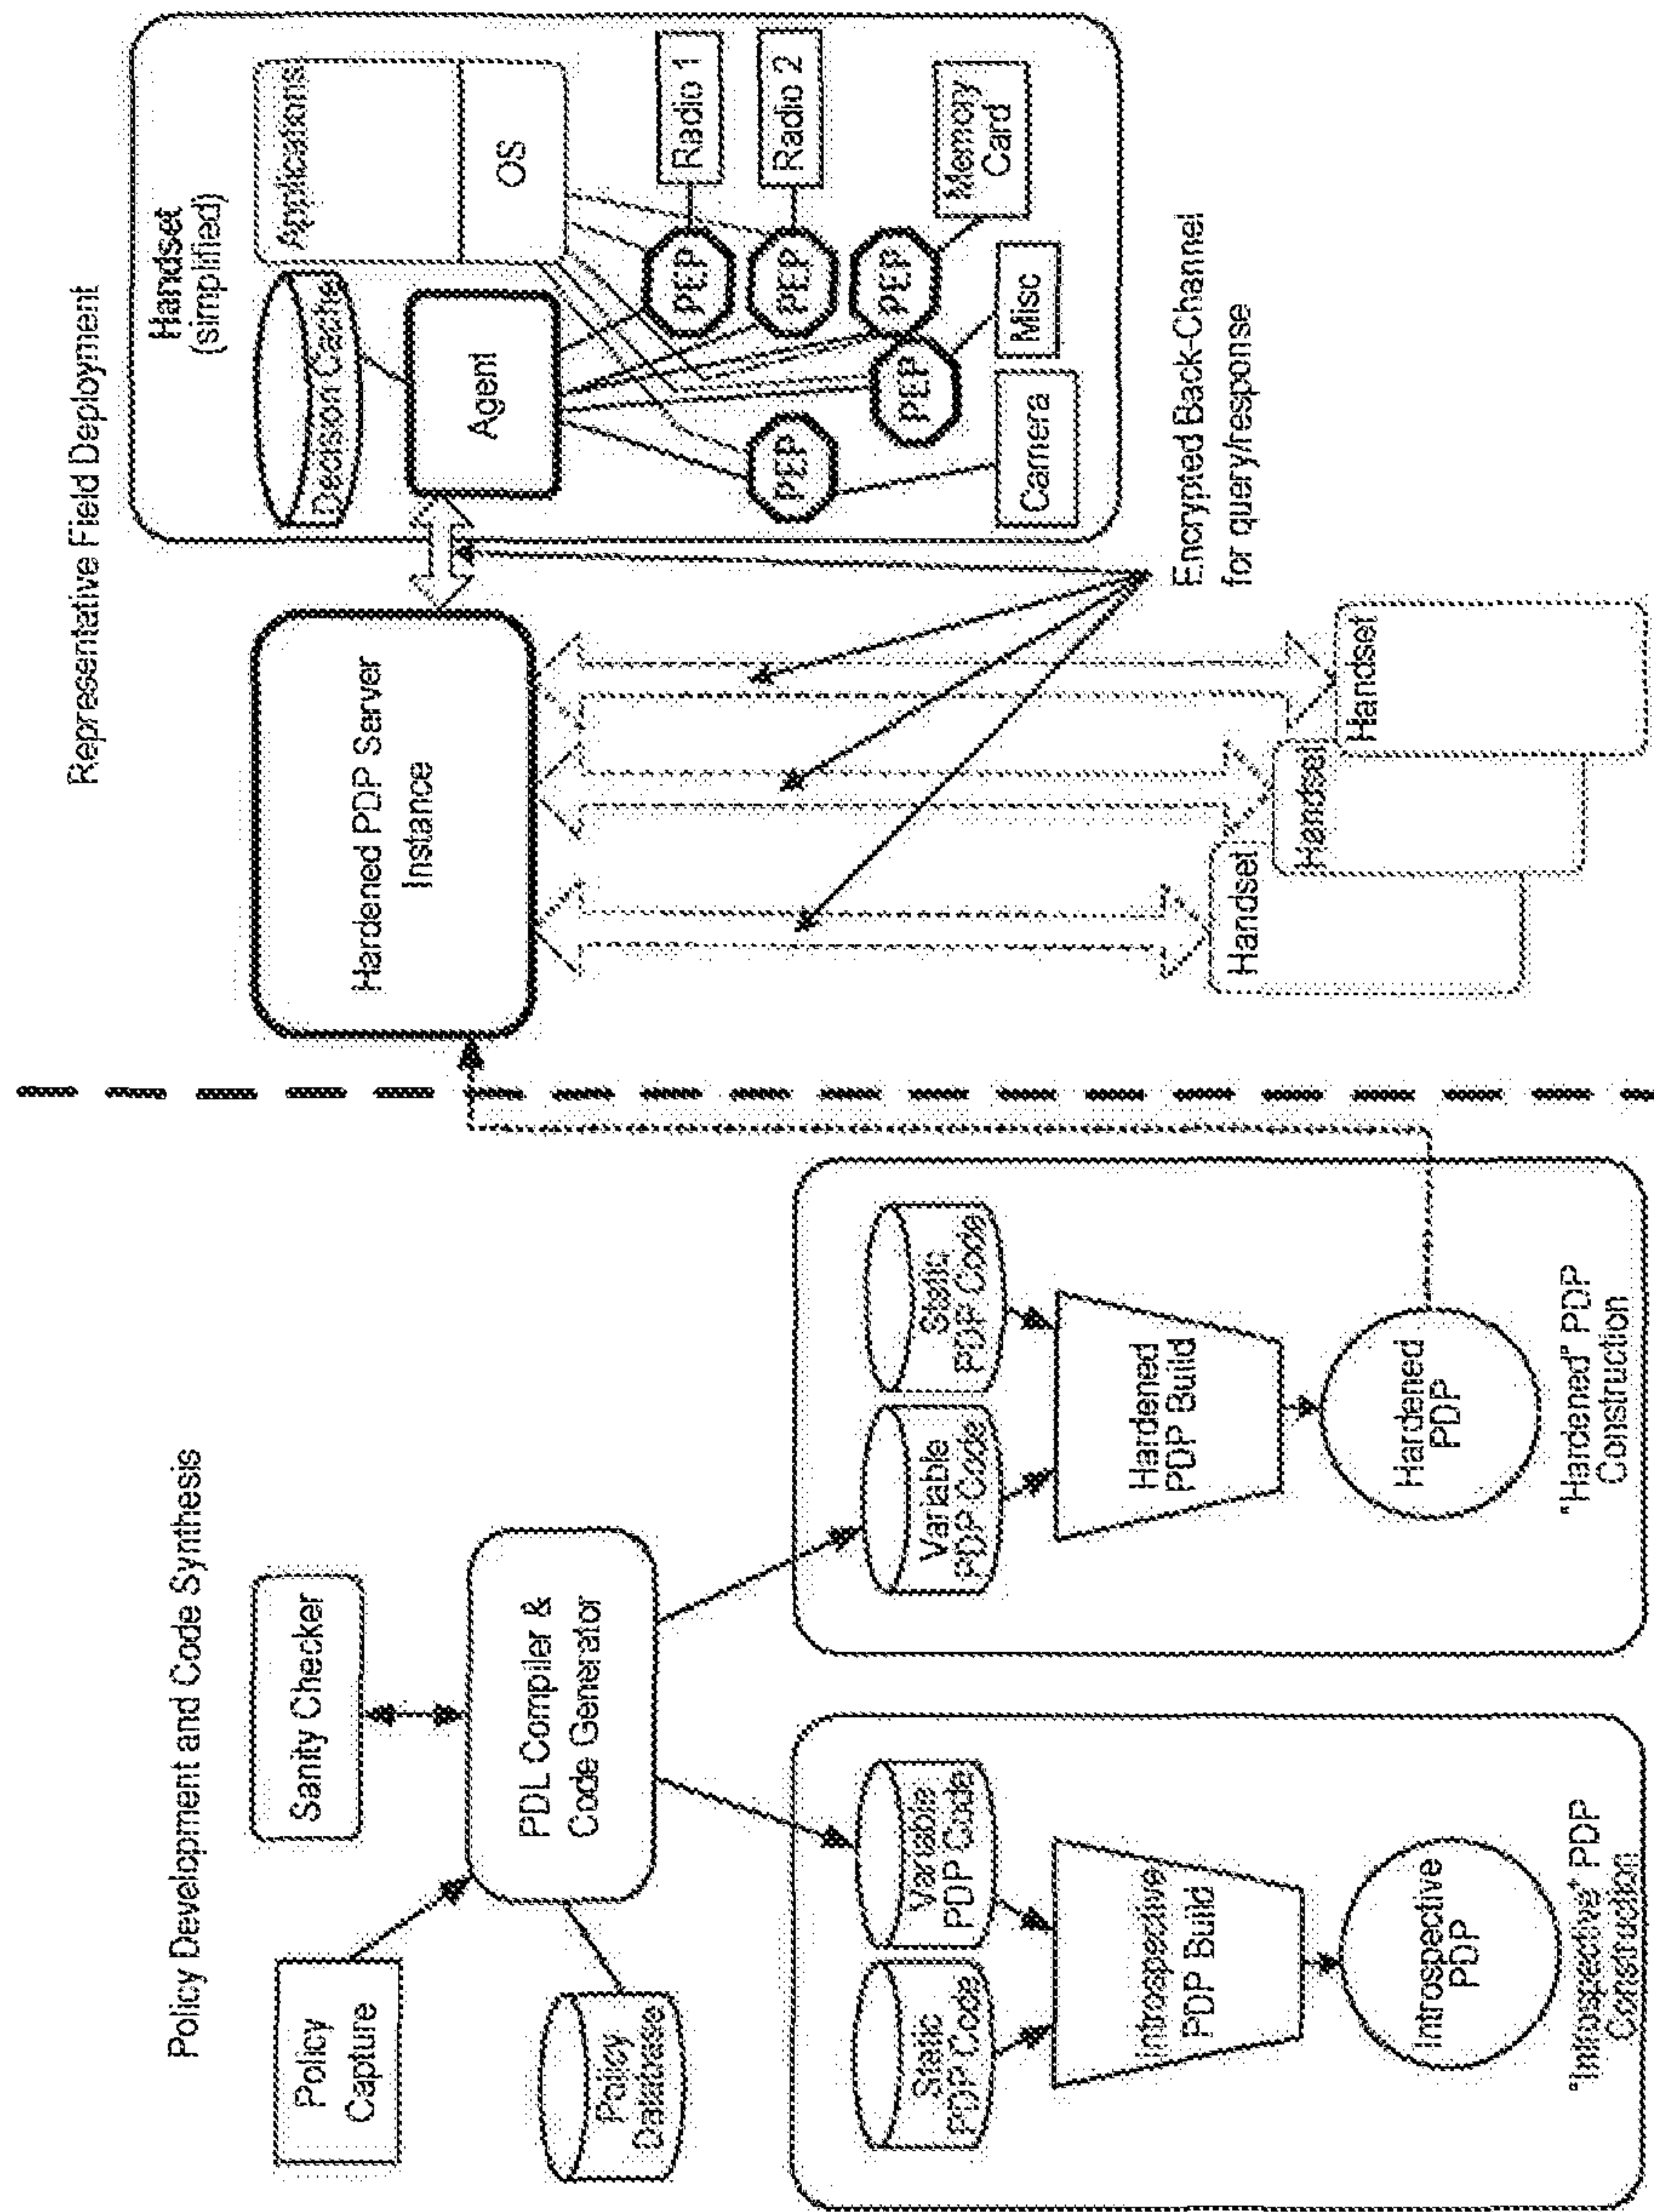 Policy Development and Code Synthesis
Policy
Capture
Sanity Checker
PDL Compiler &
Code Generator
Policy
Database
Static
PDP Code
Variable
PDP Code
Introspective
PDP Build
Introspective
PDP
"Introspective" PDP
Construction
Variable
PDP Code
Static
PDP Code
Hardened
PDP Build
Hardened
PDP
"Hardened" PDP
Construction
Representative Field Deployment
Hardened PDP Server
Instance
Handset
(simplified)
Decision Cache
Applications
Agent
OS
PEP
PEP
PEP
PEP
PEP
Radio 1
Radio 2
Memory
Card
Misc
Camera
Encrypted Back-Channel
for query/response
Handset
Handset
Handset